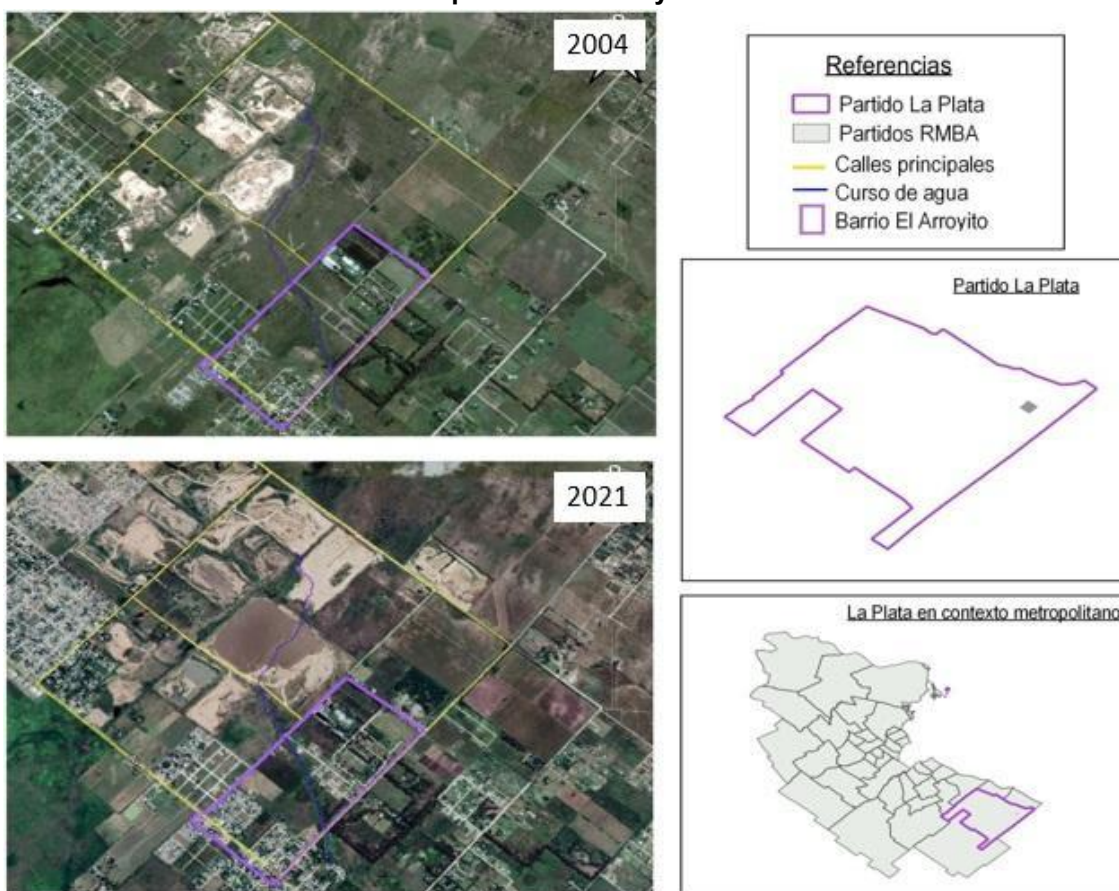 2004
2021
Referencias
Partido La Plata
Partidos RMBA
Calles principales
Curso de agua
Barrio El Arroyito
Partido La Plata
La Plata en contexto metropolitano